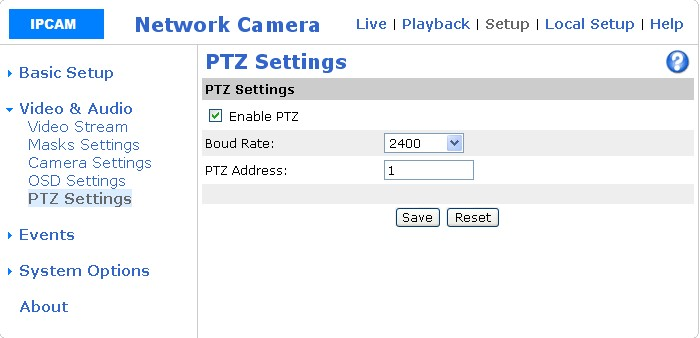 IPCAM
Network Camera
Live | Playback | Setup | Local Setup | Help
Basic Setup
Video & Audio
Video Stream
Masks Settings
Camera Settings
OSD Settings
PTZ Settings
Events
System Options
About
PTZ Settings
?
PTZ Settings
Enable PTZ
Boud Rate: 2400
PTZ Address: 1
Save Reset